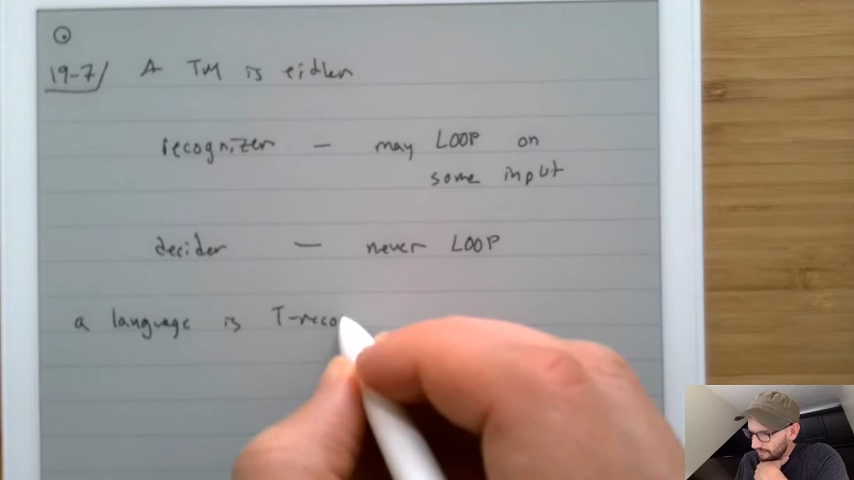 19-7/ A TM is either
recognizer — may LOOP on
some input
decider — never LOOP
a language is T-reco